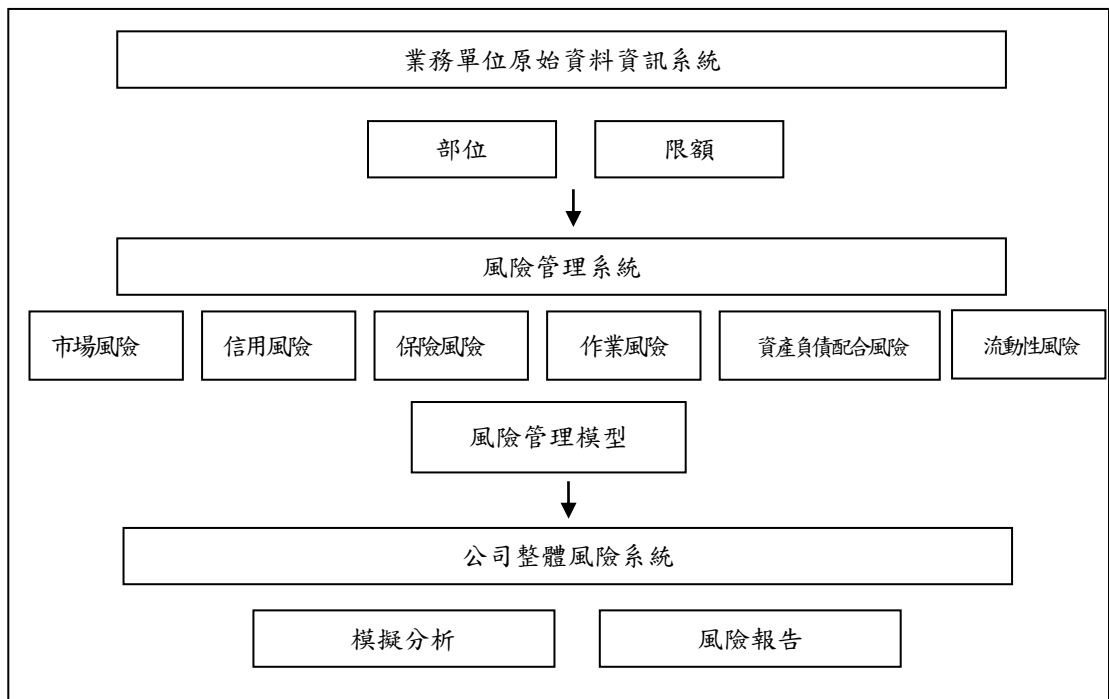 業務單位原始資料資訊系統
部位 限額
風險管理系統
市場風險 信用風險 保險風險 作業風險 資產負債配合風險 流動性風險
風險管理模型
公司整體風險系統
模擬分析 風險報告